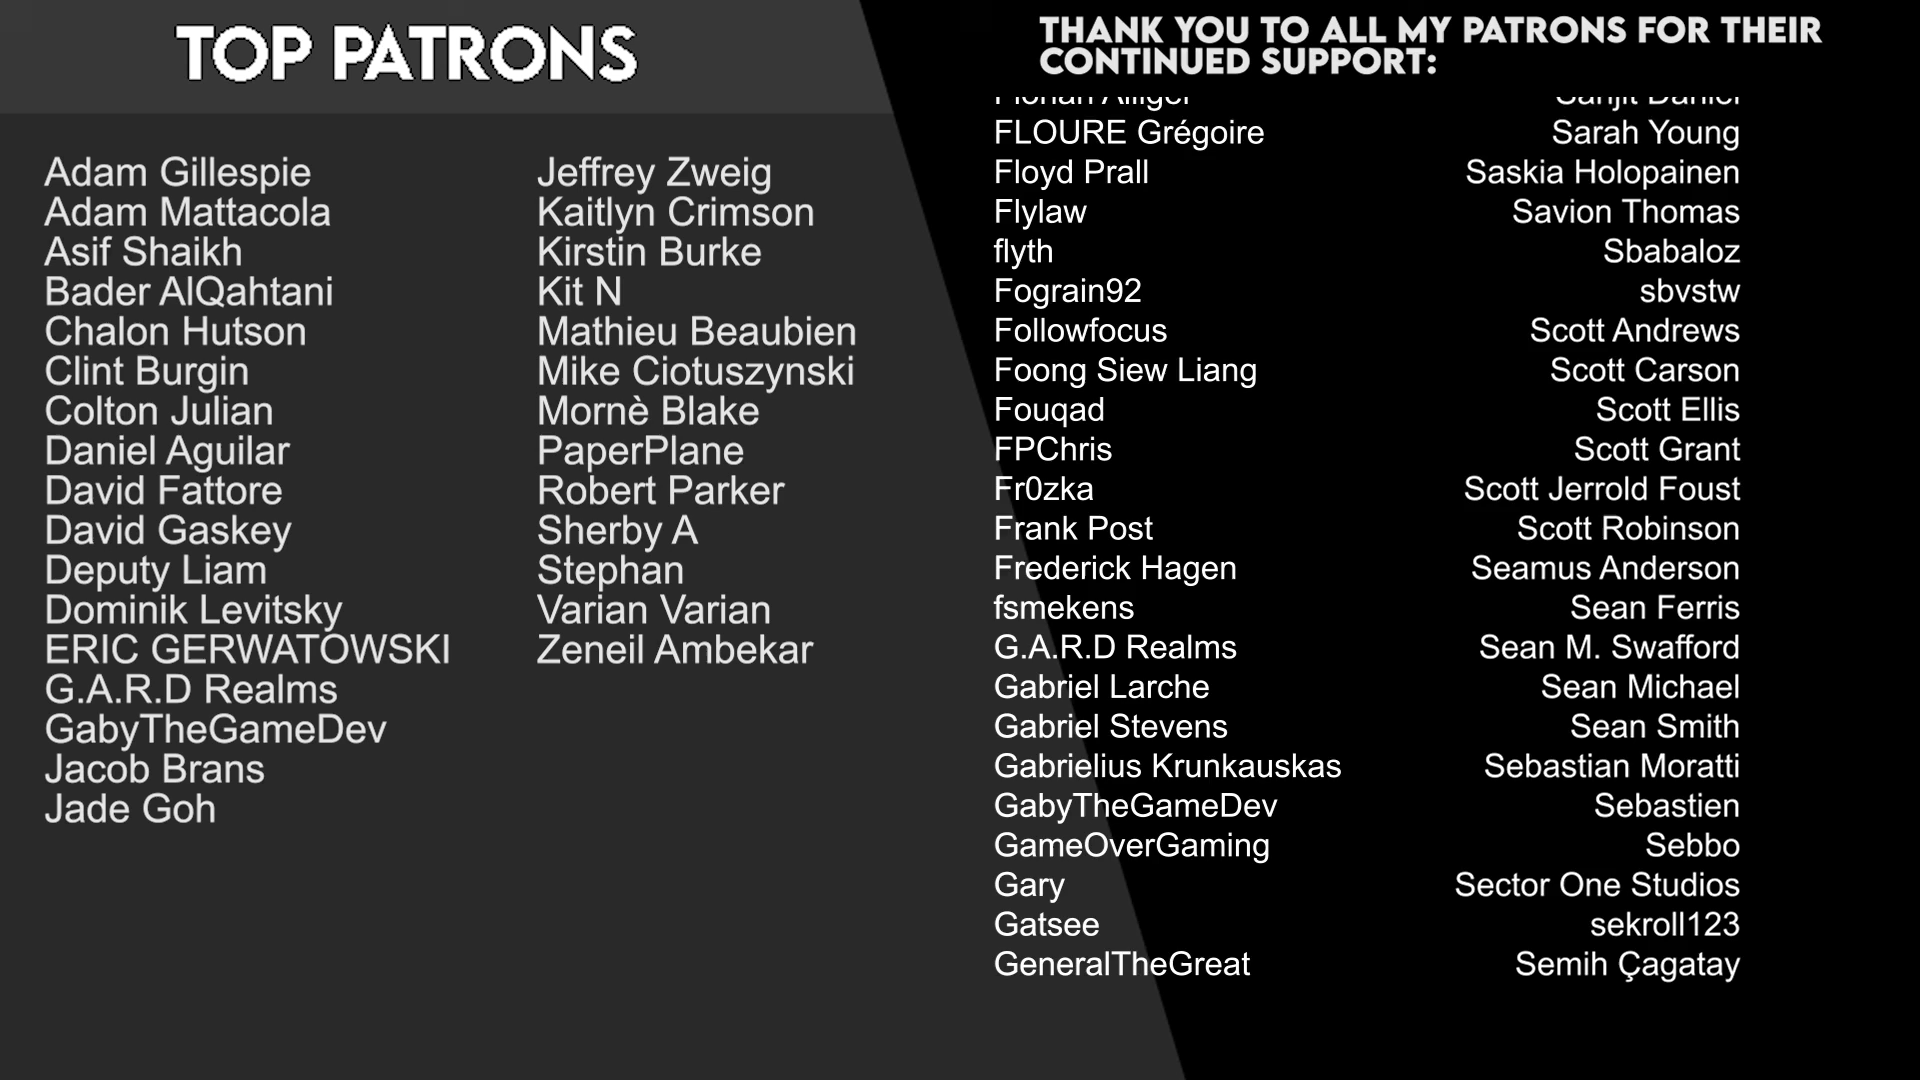 TOP PATRONS
Adam Gillespie
Adam Mattacola
Asif Shaikh
Bader AlQahtani
Chalon Hutson
Clint Burgin
Colton Julian
Daniel Aguilar
David Fattore
David Gaskey
Deputy Liam
Dominik Levitsky
ERIC GERWATOWSKI
G.A.R.D Realms
GabyTheGameDev
Jacob Brans
Jade Goh
Jeffrey Zweig
Kaitlyn Crimson
Kirstin Burke
Kit N
Mathieu Beaubien
Mike Ciotuszynski
Mornè Blake
PaperPlane
Robert Parker
Sherby A
Stephan
Varian Varian
Zeneil Ambekar
THANK YOU TO ALL MY PATRONS FOR THEIR
CONTINUED SUPPORT:
FLOURE Grégoire
Floyd Prall
Flylaw
flyth
Fograin92
Followfocus
Foong Siew Liang
Fouqad
FPChris
Fr0zka
Frank Post
Frederick Hagen
fsmekens
G.A.R.D Realms
Gabriel Larche
Gabriel Stevens
Gabrielius Krunkauskas
GabyTheGameDev
GameOverGaming
Gary
Gatsee
GeneralTheGreat
Sanjit Daniel
Sarah Young
Saskia Holopainen
Savion Thomas
Sbabaloz
sbvstw
Scott Andrews
Scott Carson
Scott Ellis
Scott Grant
Scott Jerrold Foust
Scott Robinson
Seamus Anderson
Sean Ferris
Sean M. Swafford
Sean Michael
Sean Smith
Sebastian Moratti
Sebastien
Sebbo
Sector One Studios
sekroll123
Semih Çagatay